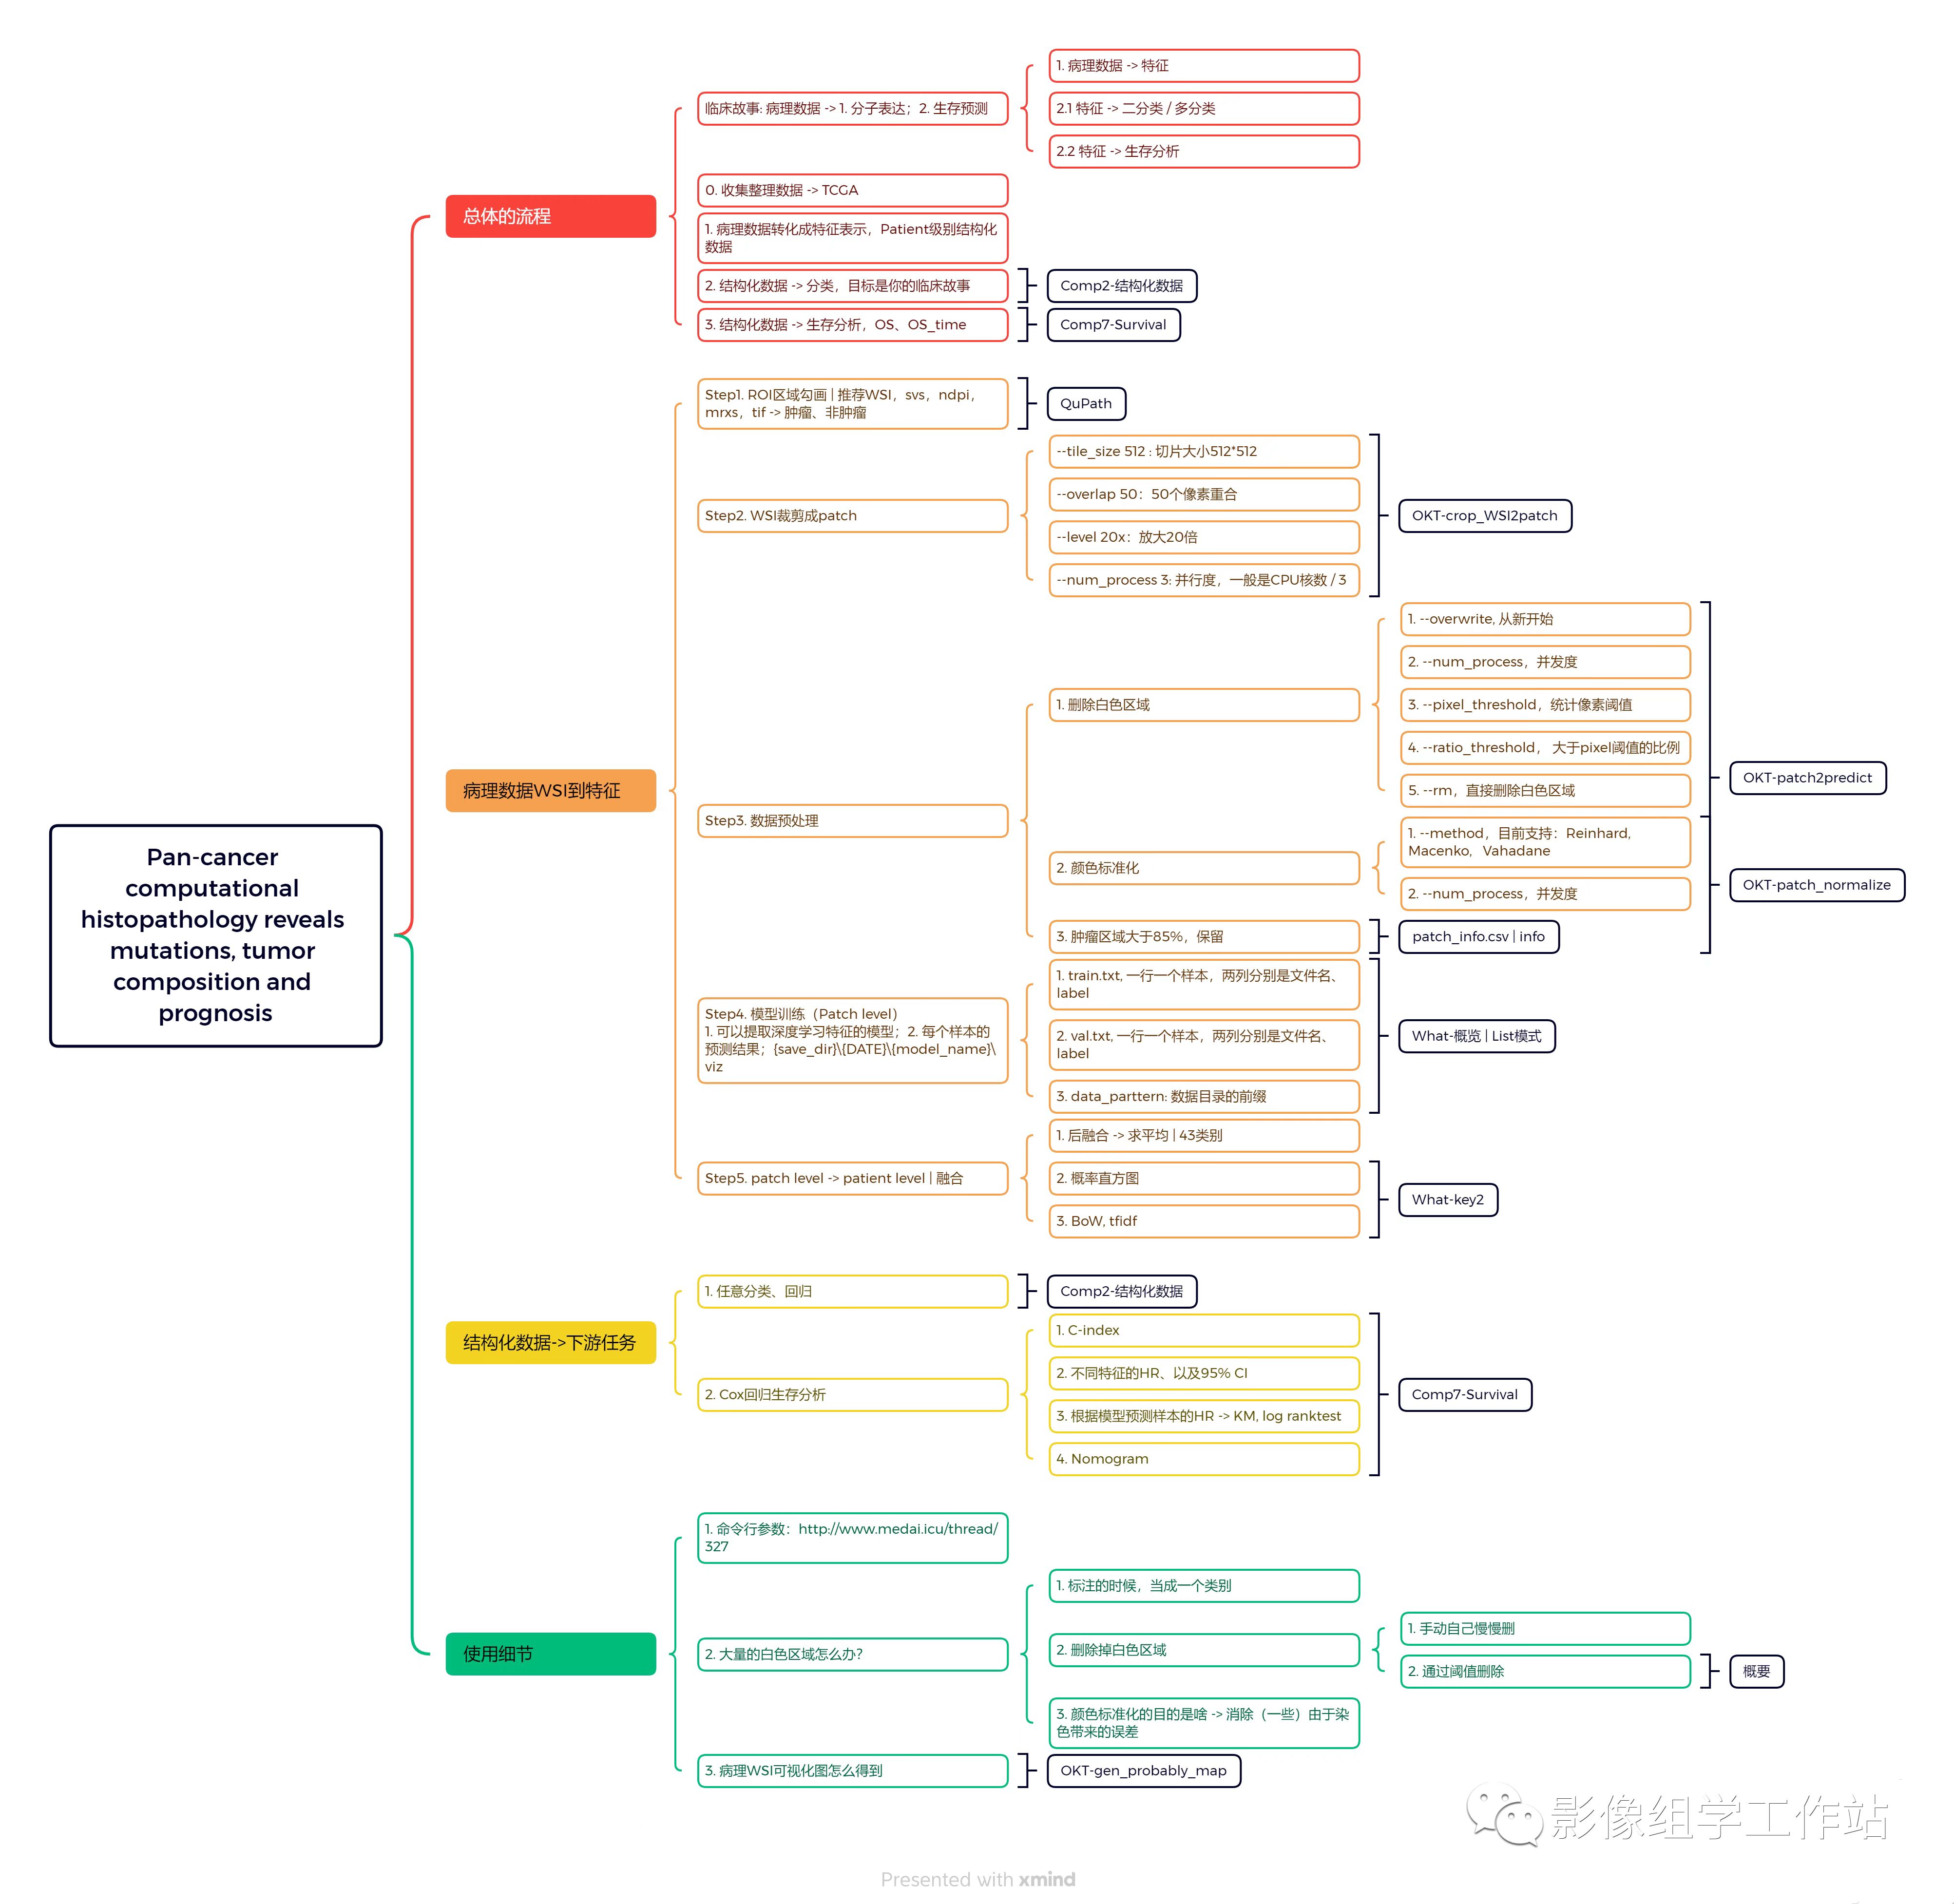 Pan-cancer
computational
histopathology reveals
mutations, tumor
composition and
prognosis
总体的流程
临床故事: 病理数据 -> 1. 分子表达；2. 生存预测
1. 病理数据 -> 特征
2.1 特征 -> 二分类 / 多分类
2.2 特征 -> 生存分析
0. 收集整理数据 -> TCGA
1. 病理数据转化成特征表示，Patient级别结构化
数据
2. 结构化数据 -> 分类，目标是你的临床故事
Comp2-结构化数据
3. 结构化数据 -> 生存分析，OS、OS_time
Comp7-Survival
病理数据WSI到特征
Step1. ROI区域勾画 | 推荐WSI，svs，ndpi，
mrxs，tif -> 肿瘤、非肿瘤
QuPath
Step2. WSI裁剪成patch
--tile_size 512 : 切片大小512*512
--overlap 50：50个像素重合
--level 20x：放大20倍
--num_process 3: 并行度，一般是CPU核数 / 3
OKT-crop_WSI2patch
Step3. 数据预处理
1. 删除白色区域
1. --overwrite, 从新开始
2. --num_process，并发度
3. --pixel_threshold，统计像素阈值
4. --ratio_threshold， 大于pixel阈值的比例
5. --rm，直接删除白色区域
OKT-patch2predict
2. 颜色标准化
1. --method，目前支持：Reinhard,
Macenko,   Vahadane
2. --num_process，并发度
OKT-patch_normalize
3. 肿瘤区域大于85%，保留
patch_info.csv | info
Step4. 模型训练（Patch level）
1. 可以提取深度学习特征的模型；2. 每个样本的
预测结果；{save_dir}\{DATE}\{model_name}\
viz
1. train.txt, 一行一个样本，两列分别是文件名、
label
2. val.txt, 一行一个样本，两列分别是文件名、
label
3. data_parttern: 数据目录的前缀
What-概览 | List模式
Step5. patch level -> patient level | 融合
1. 后融合 -> 求平均 | 43类别
2. 概率直方图
3. BoW, tfidf
What-key2
结构化数据->下游任务
1. 任意分类、回归
Comp2-结构化数据
2. Cox回归生存分析
1. C-index
2. 不同特征的HR、以及95% CI
3. 根据模型预测样本的HR -> KM, log ranktest
4. Nomogram
Comp7-Survival
使用细节
1. 命令行参数：http://www.medai.icu/thread/
327
2. 大量的白色区域怎么办?
1. 标注的时候，当成一个类别
2. 删除掉白色区域
1. 手动自己慢慢删
2. 通过阈值删除
概要
3. 颜色标准化的目的是啥 -> 消除（一些）由于染
色带来的误差
3. 病理WSI可视化图怎么得到
OKT-gen_probably_map
影像组学工作站
Presented with xmind